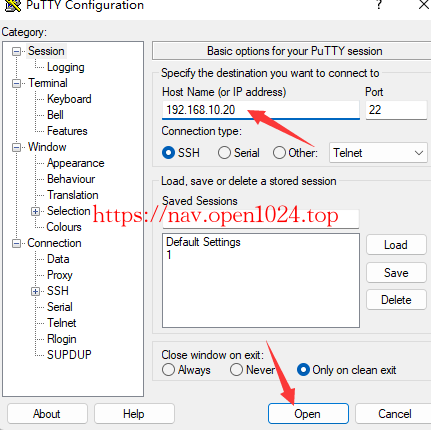 PuTTY Configuration
?
Category:
Session
Logging
Terminal
Keyboard
Bell
Features
Window
Appearance
Behaviour
Translation
Selection
Colours
Connection
Data
Proxy
SSH
Serial
Telnet
Rlogin
SUPDUP
Basic options for your PuTTY session
Specify the destination you want to connect to
Host Name (or IP address) Port
192.168.10.20 22
Connection type:
SSH Serial Other: Telnet
Load, save or delete a stored session
Saved Sessions
https://nav.open1024.top
Default Settings
1
Load
Save
Delete
Close window on exit:
Always Never Only on clean exit
About Help Open Cancel